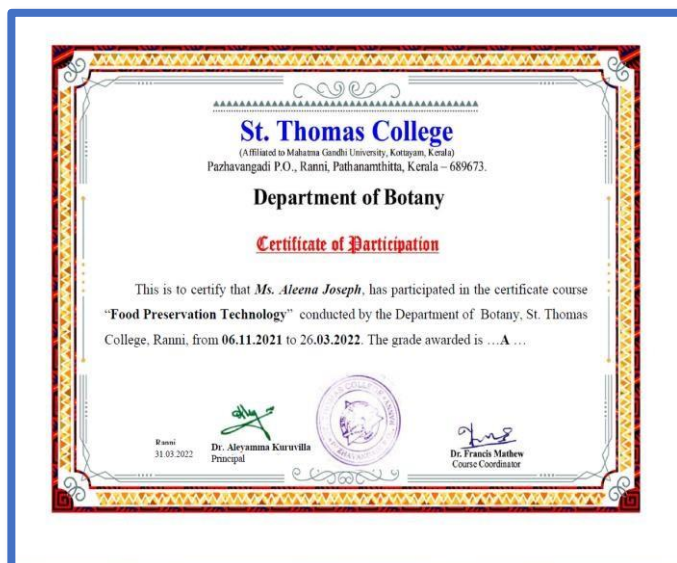 St. Thomas College
(Affiliated to Mahatma Gandhi University, Kottayam, Kerala)
Pazhavangadi P.O., Ranni, Pathanamthitta, Kerala – 689673.
Department of Botany
Certificate of Participation
This is to certify that Ms. Aleena Joseph, has participated in the certificate course
“Food Preservation Technology” conducted by the Department of Botany, St. Thomas
College, Ranni, from 06.11.2021 to 26.03.2022. The grade awarded is …A …
Ranni
31.03.2022
Dr. Aleyamma Kuruvilla
Principal
Dr. Francis Mathew
Course Coordinator